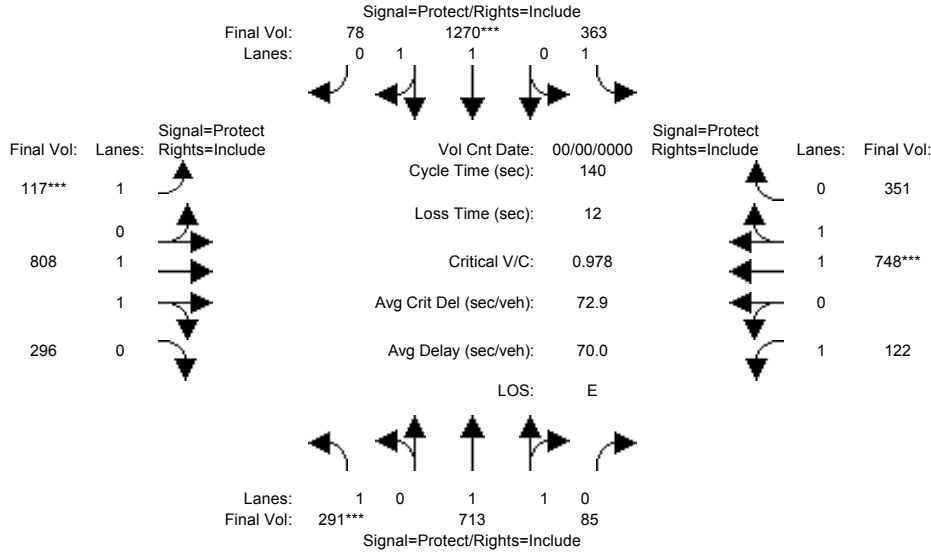 Signal=Protect/Rights=Include
Final Vol: 78 1270*** 363
Lanes: 0 1 1 0 1
Signal=Protect Signal=Protect
Final Vol: Lanes: Rights=Include Vol Cnt Date: 00/00/0000 Rights=Include Lanes: Final Vol:
Cycle Time (sec): 140
117*** 1 0 351
Loss Time (sec): 12
0 1
808 1 Critical V/C: 0.978 1 748***
1 Avg Crit Del (sec/veh): 72.9 0
296 0 Avg Delay (sec/veh): 70.0 1 122
LOS: E
Lanes: 1 0 1 1 0
Final Vol: 291*** 713 85
Signal=Protect/Rights=Include